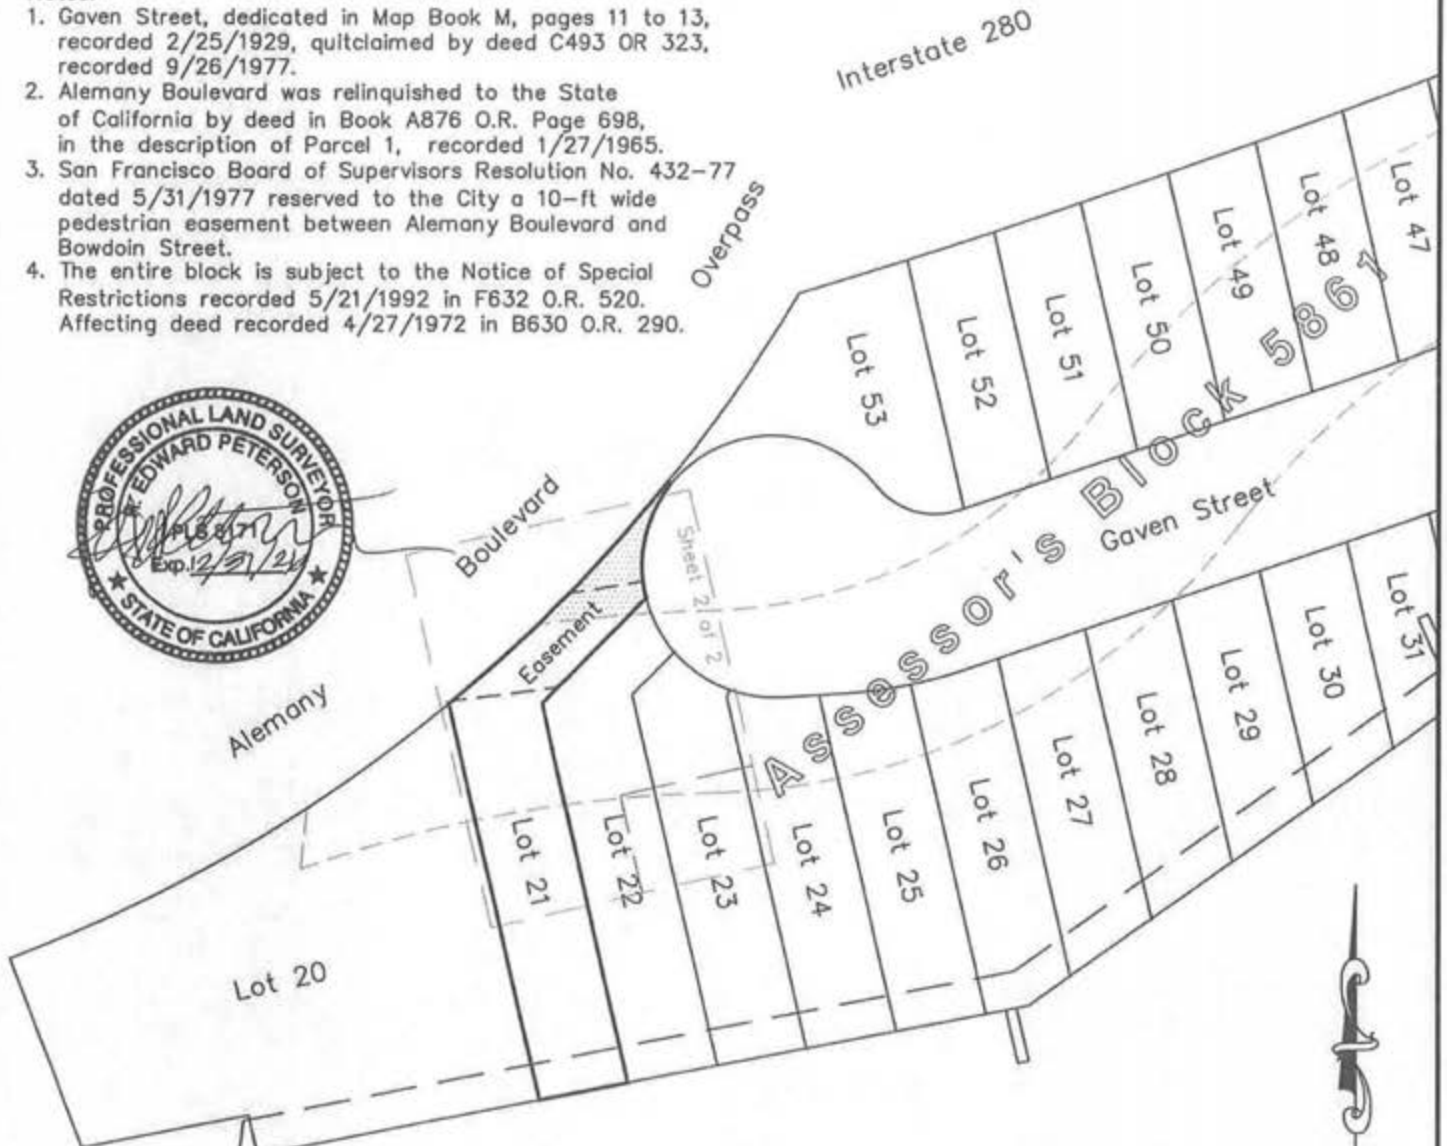 1. Gaven Street, dedicated in Map Book M, pages 11 to 13,
recorded 2/25/1929, quitclaimed by deed C493 OR 323,
recorded 9/26/1977.
2. Alemany Boulevard was relinquished to the State
of California by deed in Book A876 O.R. Page 698,
in the description of Parcel 1, recorded 1/27/1965.
3. San Francisco Board of Supervisors Resolution No. 432-77
dated 5/31/1977 reserved to the City a 10-ft wide
pedestrian easement between Alemany Boulevard and
Bowdoin Street.
4. The entire block is subject to the Notice of Special
Restrictions recorded 5/21/1992 in F632 O.R. 520.
Affecting deed recorded 4/27/1972 in B630 O.R. 290.
Interstate 280
Overpass
PROFESSIONAL LAND SURVEYOR
EDWARD PETERSON
Exp.
STATE OF CALIFORNIA
Alemany
Boulevard
Easement
Sheet 2 of 2
Gaven Street
Assessor's Block 5867
Lot 53
Lot 52
Lot 51
Lot 50
Lot 49
Lot 48
Lot 47
Lot 20
Lot 21
Lot 22
Lot 23
Lot 24
Lot 25
Lot 26
Lot 27
Lot 28
Lot 29
Lot 30
Lot 31